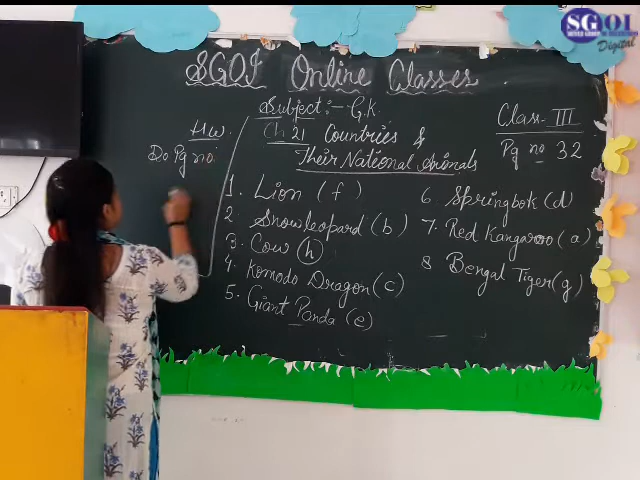 SGOI
Digital
SGOI Online Classes
Subject:- G.K.
Class- III
Pg no 32
Ch 21 Countries &
Their National Animals
HW.
Do Pg no.
1. Lion (f)
2. Snowleopard (b)
3. Cow (h)
4. Komodo Dragon (c)
5. Giant Panda (e)
6. Springbok (d)
7. Red Kangaroo (a)
8 Bengal Tiger (g)